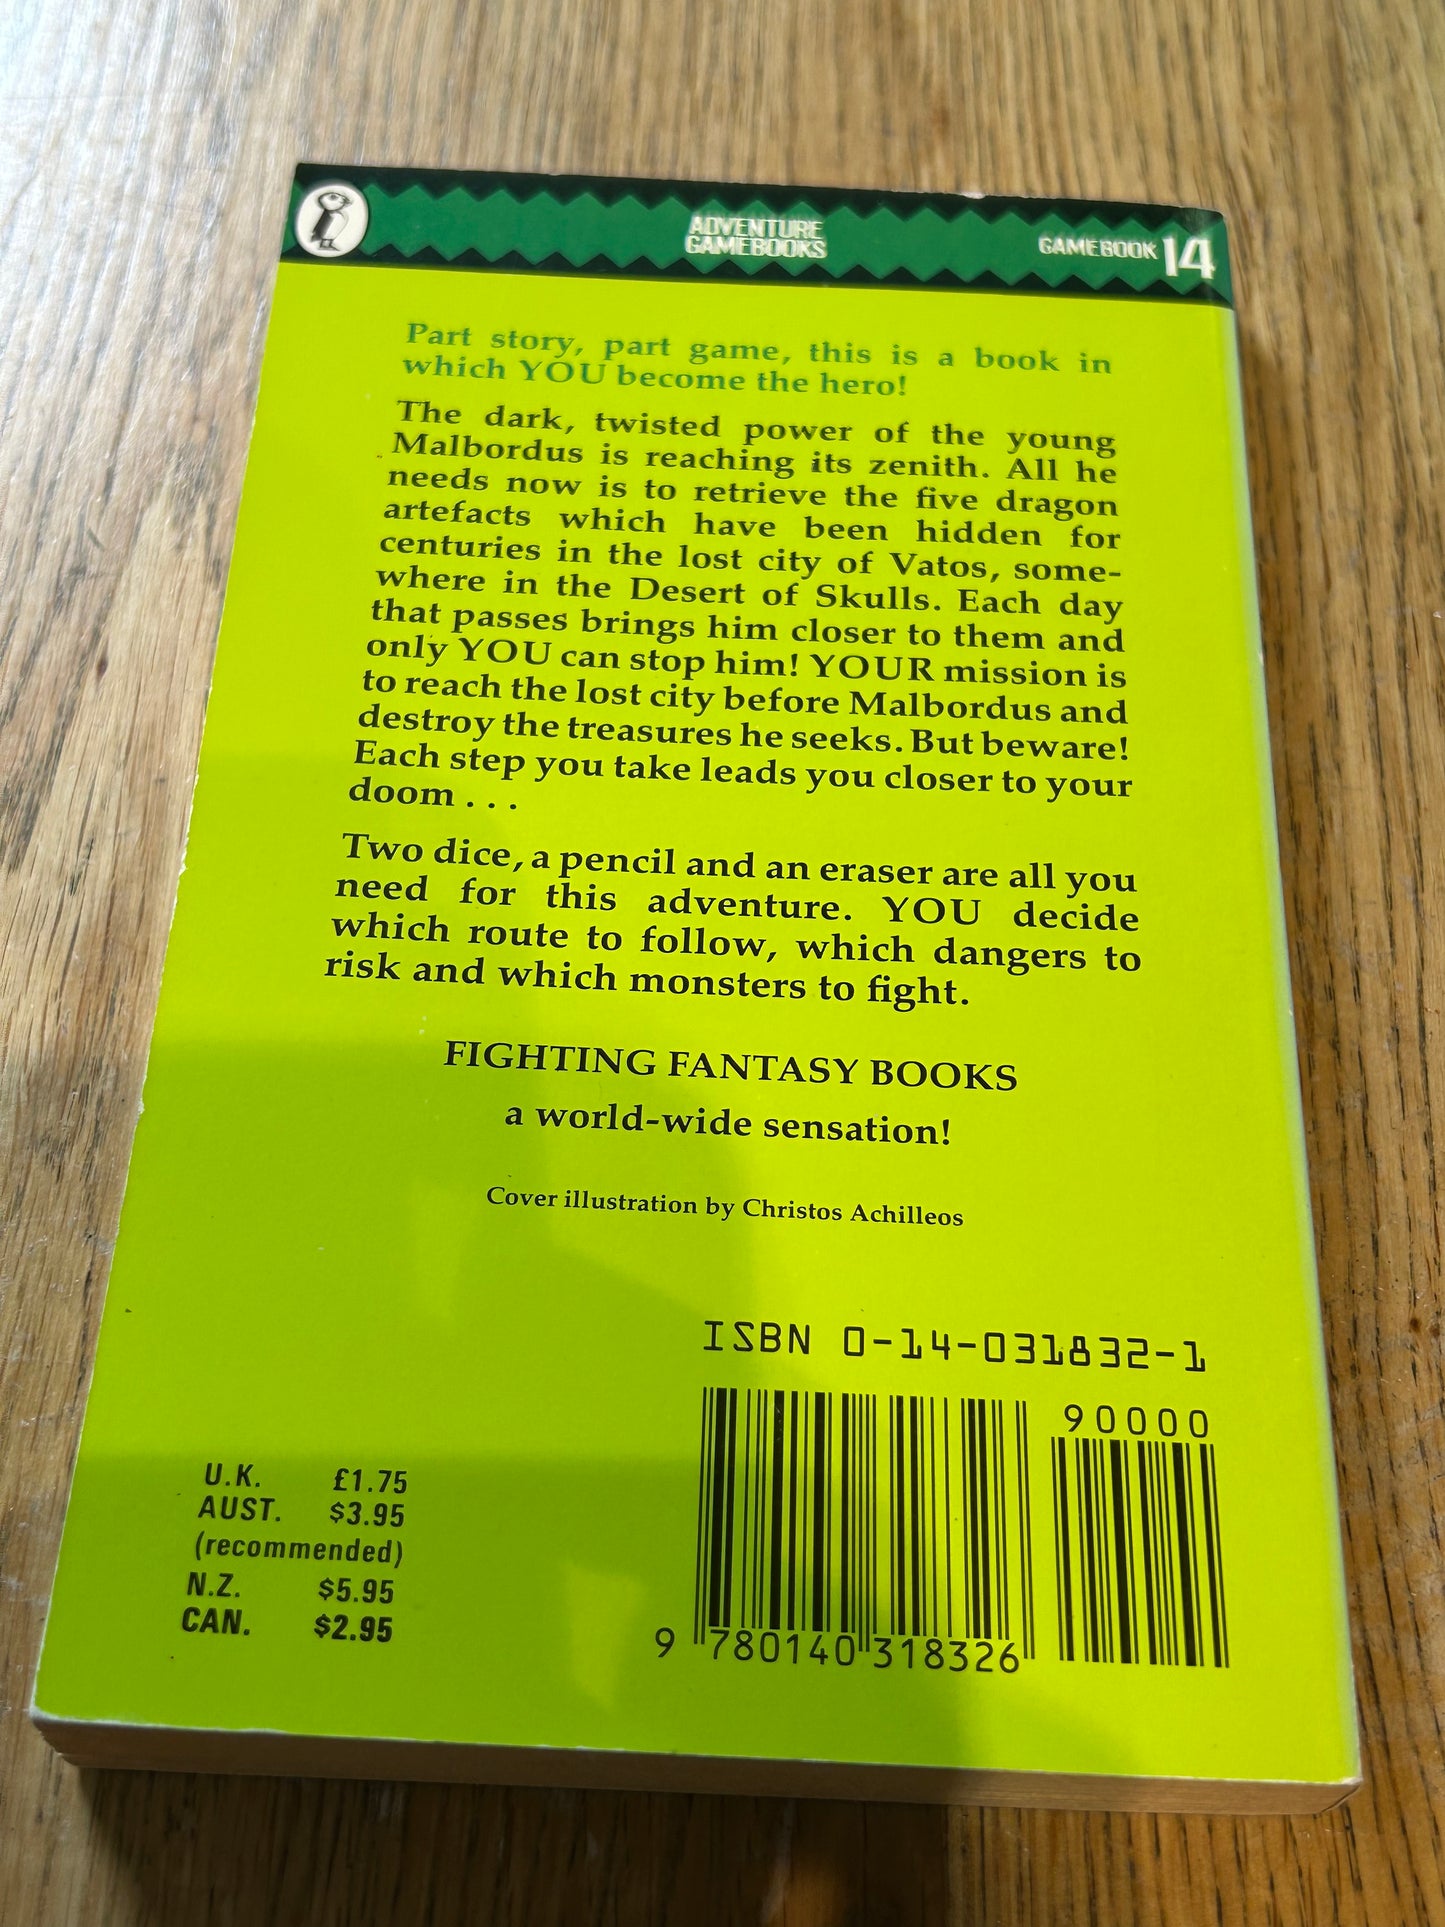 ADVENTURE
GAMEBOOKS
GAMEBOOK 14
Part story, part game, this is a book in
which YOU become the hero!
The dark, twisted power of the young
Malbordus is reaching its zenith. All he
needs now is to retrieve the five dragon
artefacts which have been hidden for
centuries in the lost city of Vatos, some-
where in the Desert of Skulls. Each day
that passes brings him closer to them and
only YOU can stop him! YOUR mission is
to reach the lost city before Malbordus and
destroy the treasures he seeks. But beware!
Each step you take leads you closer to your
doom . . .
Two dice, a pencil and an eraser are all you
need for this adventure. YOU decide
which route to follow, which dangers to
risk and which monsters to fight.
FIGHTING FANTASY BOOKS
a world-wide sensation!
Cover illustration by Christos Achilleos
ISBN 0-14-031832-1
90000
U.K. £1.75
AUST. $3.95
(recommended)
N.Z. $5.95
CAN. $2.95
9 780140 318326